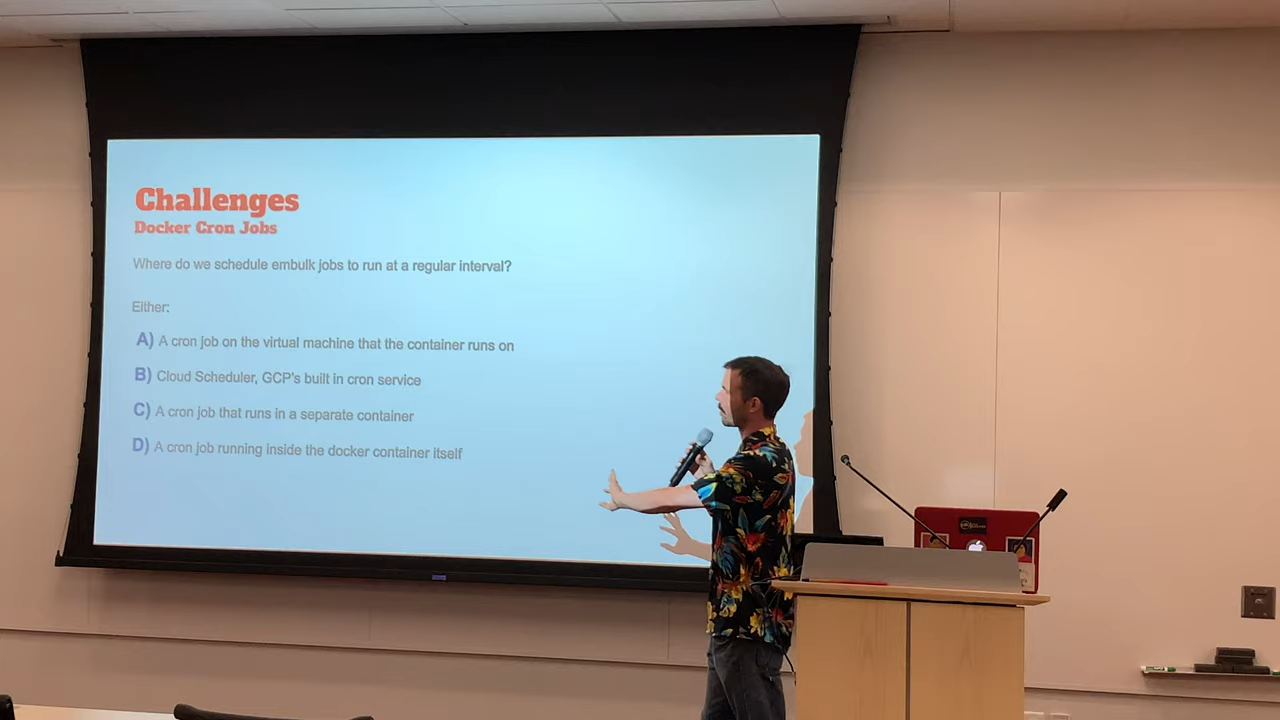 Challenges
Docker Cron Jobs
Where do we schedule embulk jobs to run at a regular interval?
Either:
A) A cron job on the virtual machine that the container runs on
B) Cloud Scheduler, GCP's built in cron service
C) A cron job that runs in a separate container
D) A cron job running inside the docker container itself